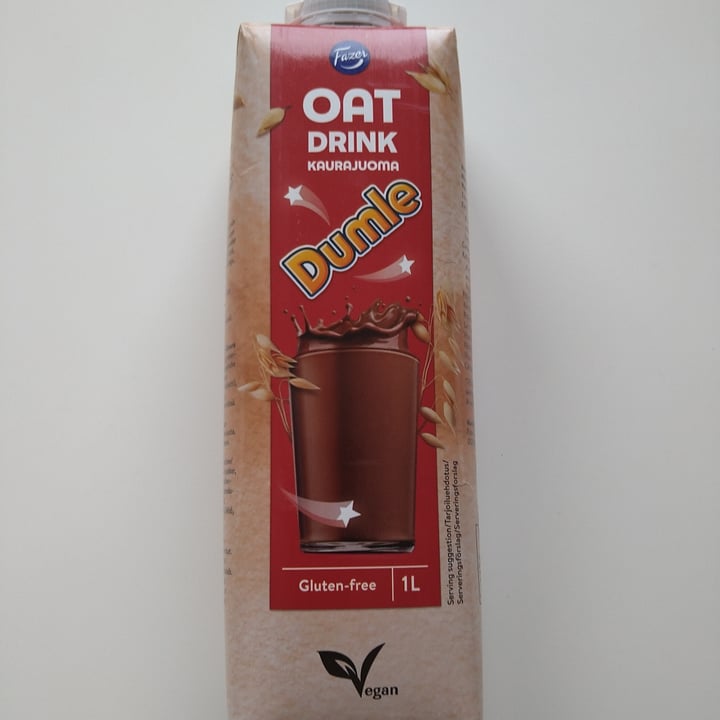 Fazer
OAT
DRINK
KAURAJUOMA
Dumle
Gluten-free
1L
Serving suggestion/Tarjoiluehdotus/
Serveringsförslag/Serveringsforslag
Vegan